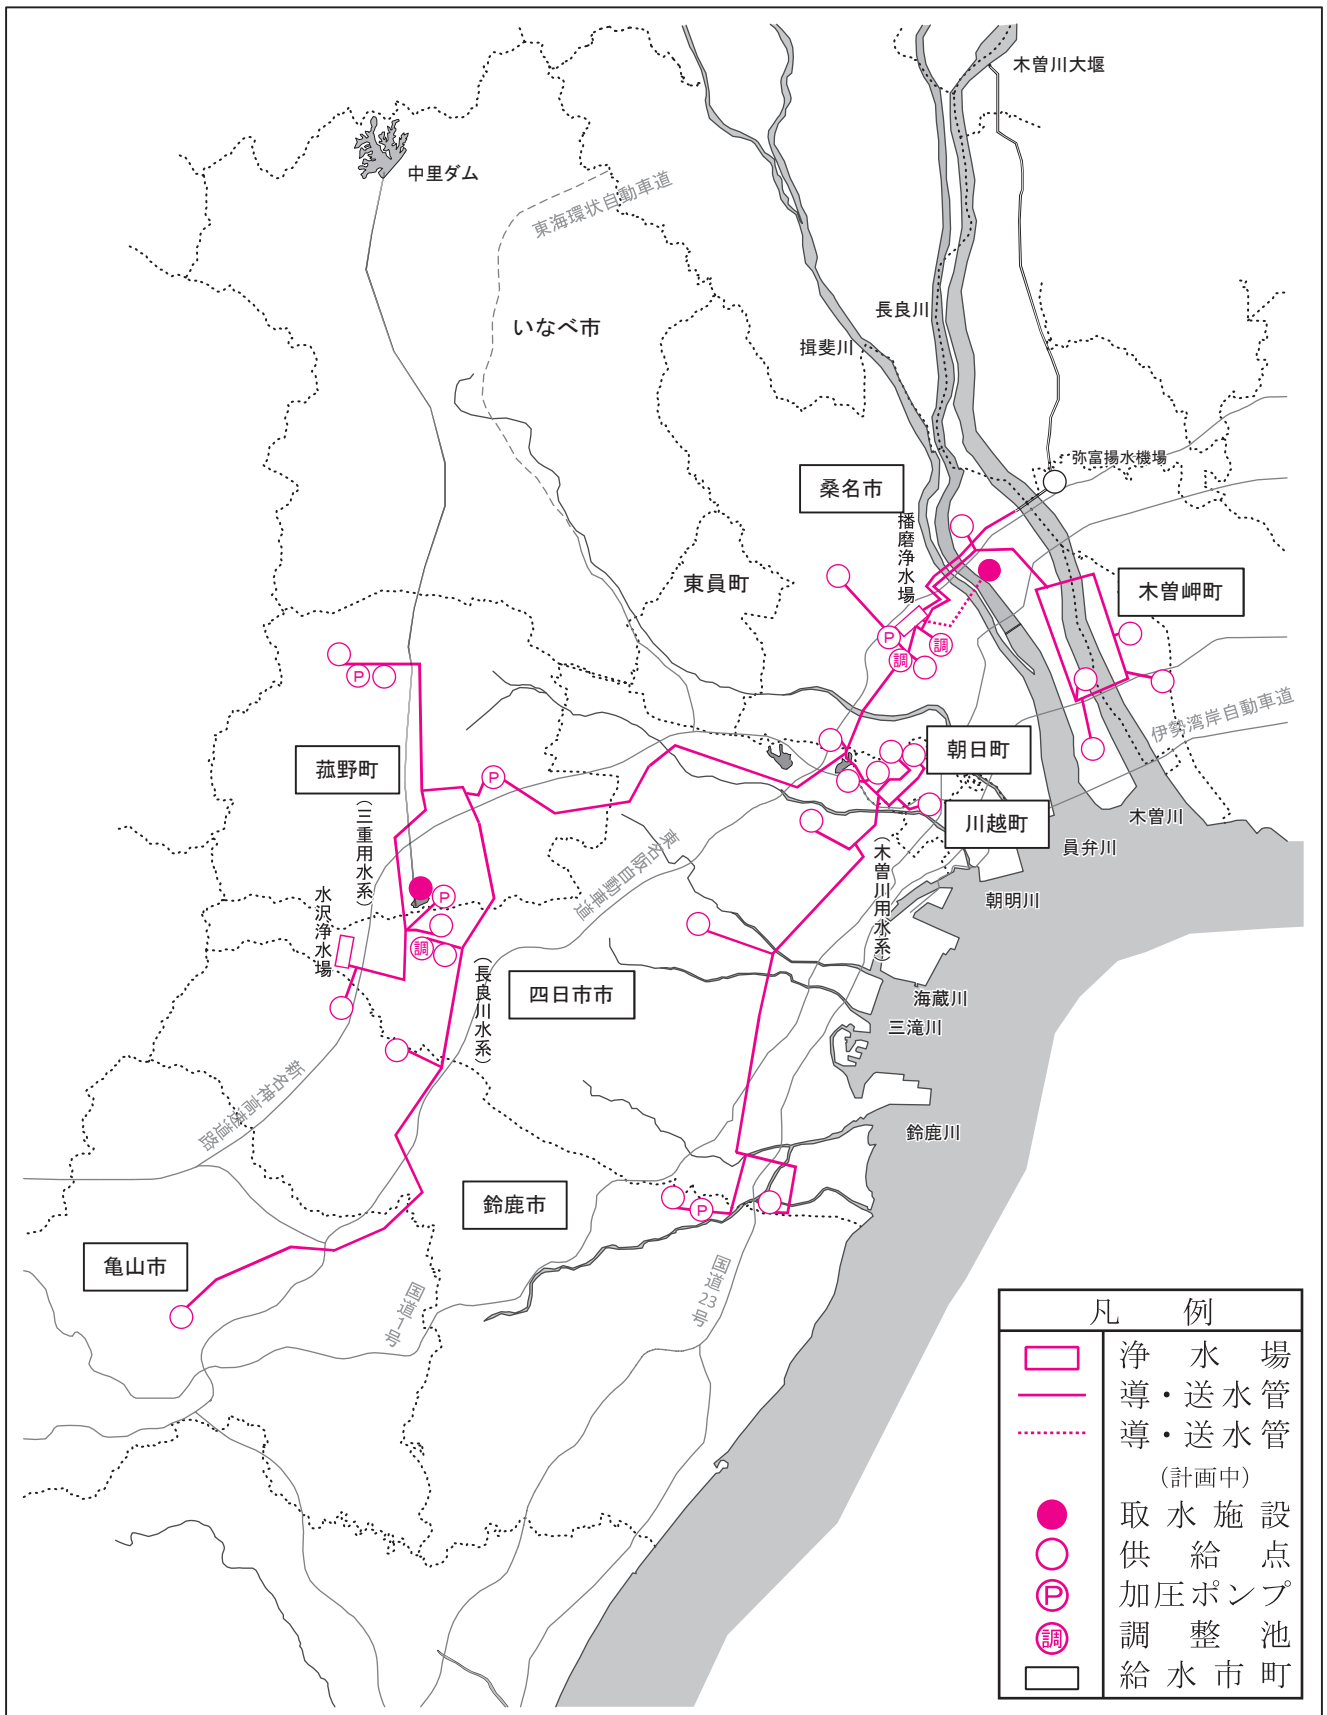 木曽川大堰
中里ダム
東海環状自動車道
いなべ市
長良川
揖斐川
弥富揚水機場
桑名市
播磨浄水場
東員町
木曽岬町
P
調
調
P
伊勢湾岸自動車道
朝日町
菰野町
P
川越町
木曽川
員弁川
(三重用水系)
東名阪自動車道
(木曽川用水系)
水沢浄水場
P
朝明川
調
(長良川水系)
四日市市
海蔵川
三滝川
新名神高速道路
鈴鹿川
鈴鹿市
P
亀山市
国道1号
国道23号
凡例
浄水場
導・送水管
導・送水管
(計画中)
取水施設
供給点
P 加圧ポンプ
調 調整池
給水市町